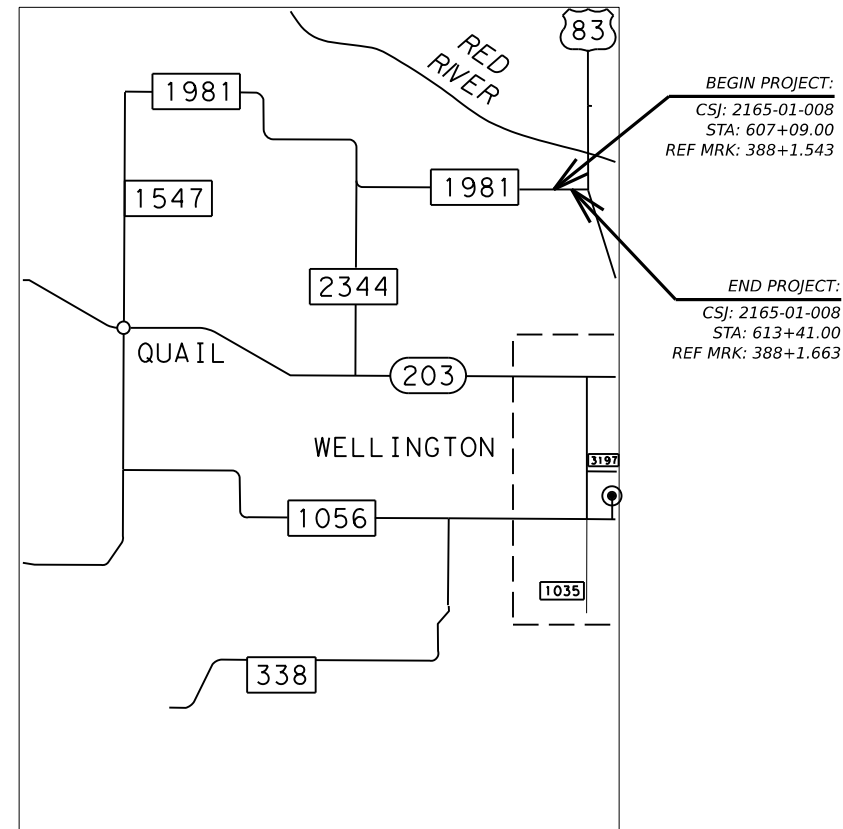 83
RED
RIVER
BEGIN PROJECT:
CSJ: 2165-01-008
STA: 607+09.00
REF MRK: 388+1.543
1981
1547
1981
2344
END PROJECT:
CSJ: 2165-01-008
STA: 613+41.00
REF MRK: 388+1.663
QUAIL
203
WELLINGTON
3197
1056
1035
338